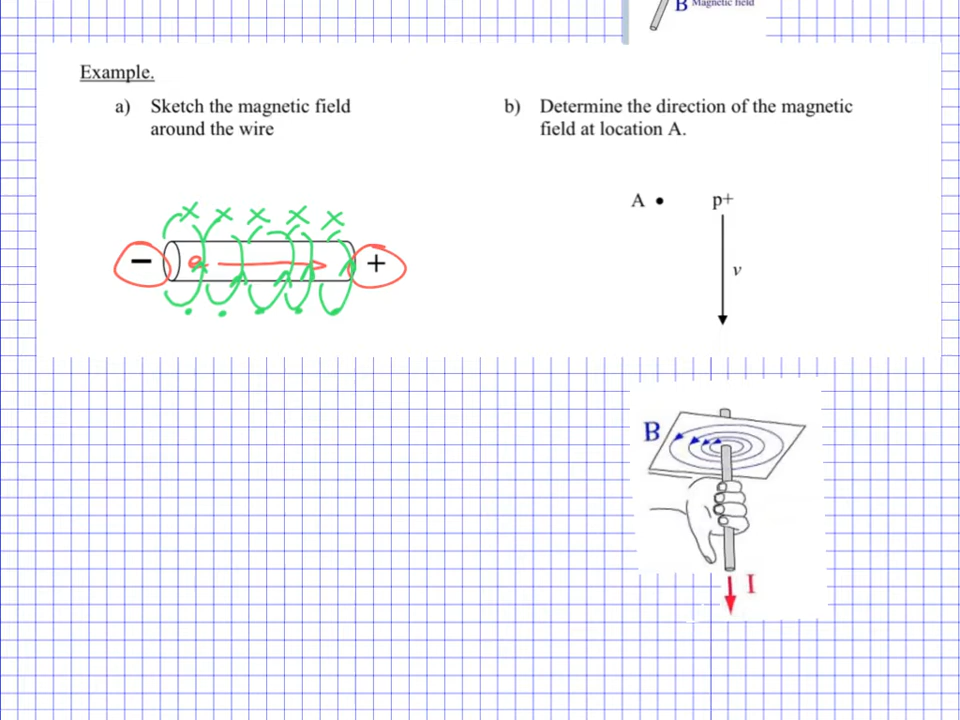 B Magnetic field
Example.
a) Sketch the magnetic field
around the wire
b) Determine the direction of the magnetic
field at location A.
A • p+
v
x x x x x
− +
B
I